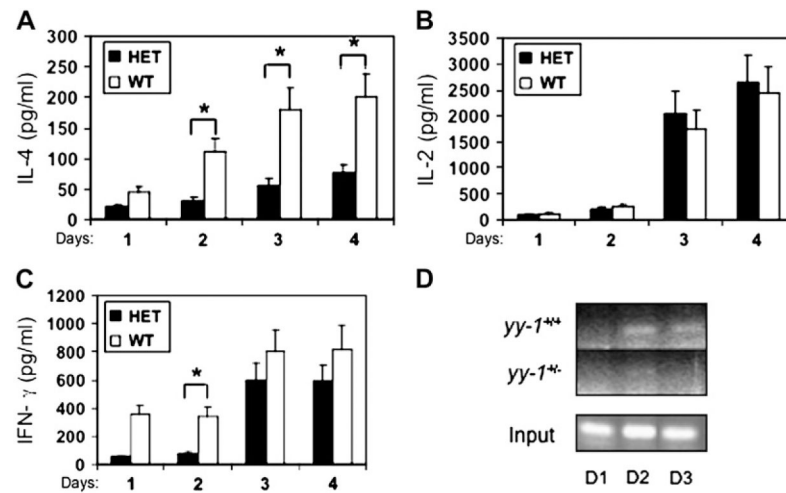 A
300
250
200
150
100
50
0
IL-4 (pg/ml)
HET
WT
*
*
*
Days: 1 2 3 4
B
3500
3000
2500
2000
1500
1000
500
0
IL-2 (pg/ml)
HET
WT
Days: 1 2 3 4
C
1200
1000
800
600
400
200
0
IFN- γ (pg/ml)
HET
WT
*
Days: 1 2 3 4
D
yy-1+/+
yy-1+/-
Input
D1 D2 D3